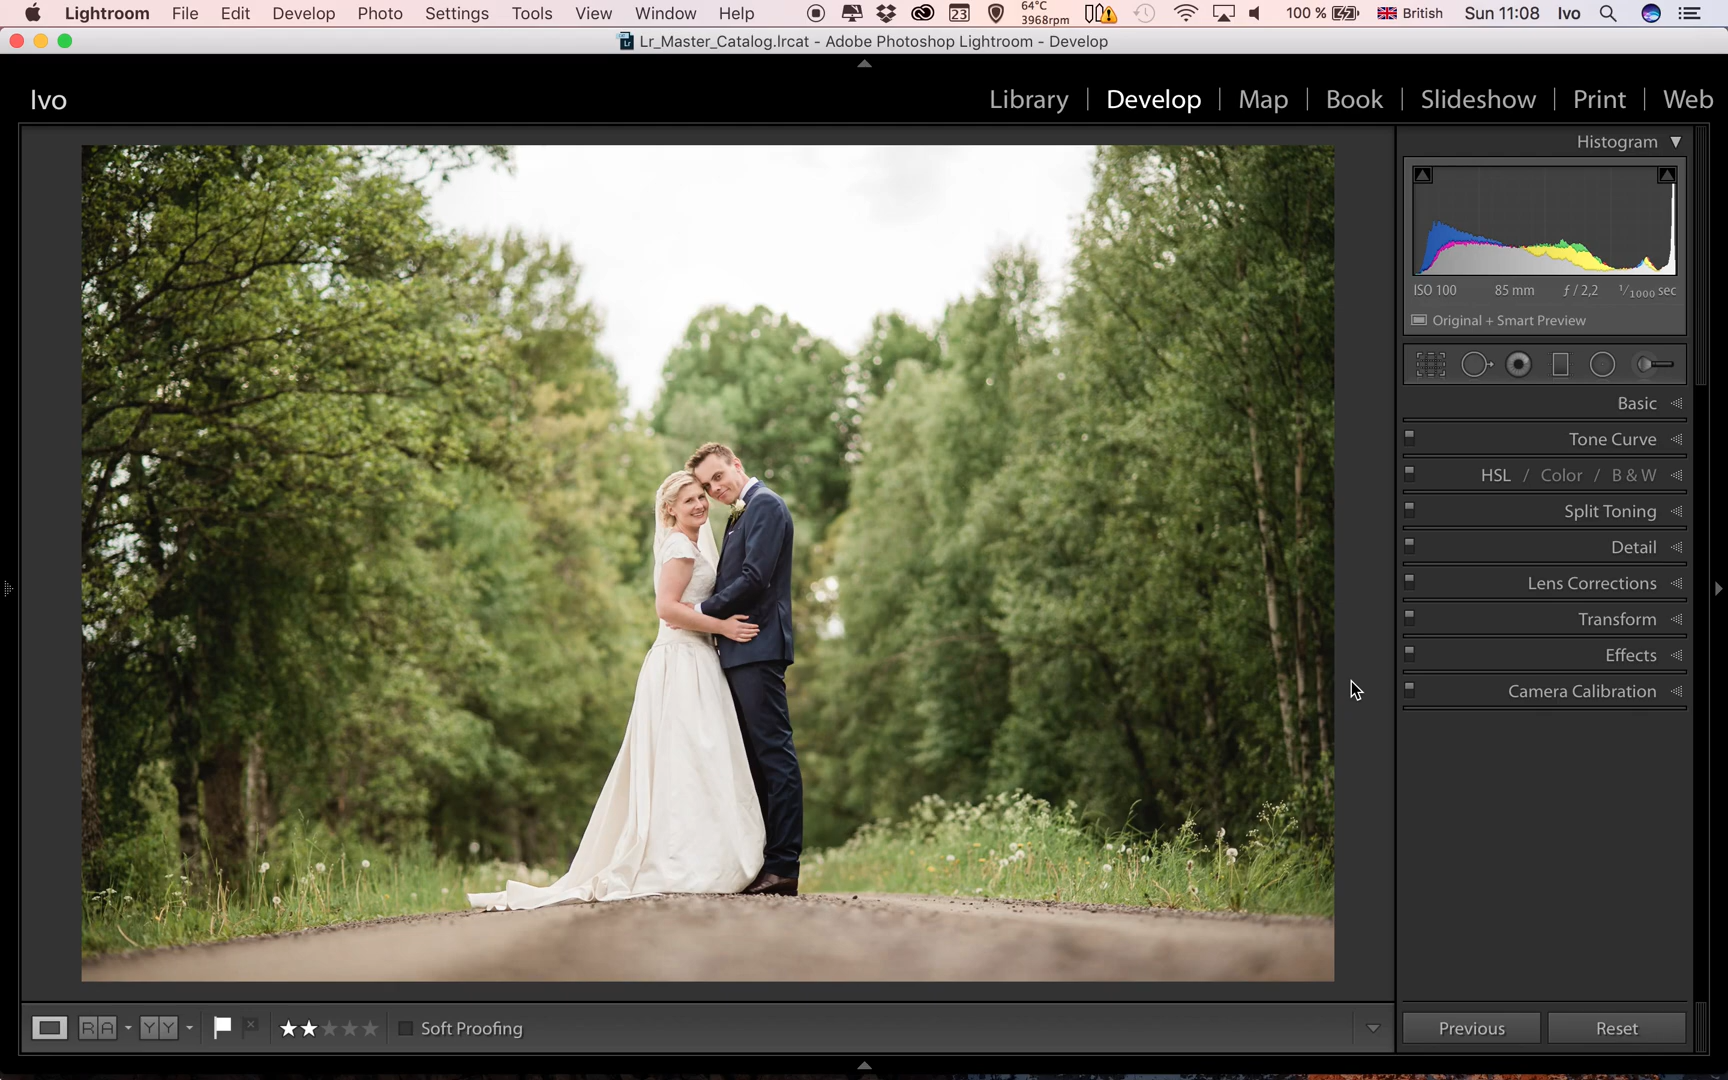 Lightroom File Edit Develop Photo Settings Tools View Window Help 23 64°C 3968rpm 100 % British Sun 11:08 Ivo
Lr_Master_Catalog.lrcat - Adobe Photoshop Lightroom - Develop
Ivo Library | Develop | Map | Book | Slideshow | Print | Web
Histogram
ISO 100 85 mm ƒ / 2,2 1/1000 sec
Original + Smart Preview
Basic
Tone Curve
HSL / Color / B & W
Split Toning
Detail
Lens Corrections
Transform
Effects
Camera Calibration
R A Y Y Soft Proofing Previous Reset